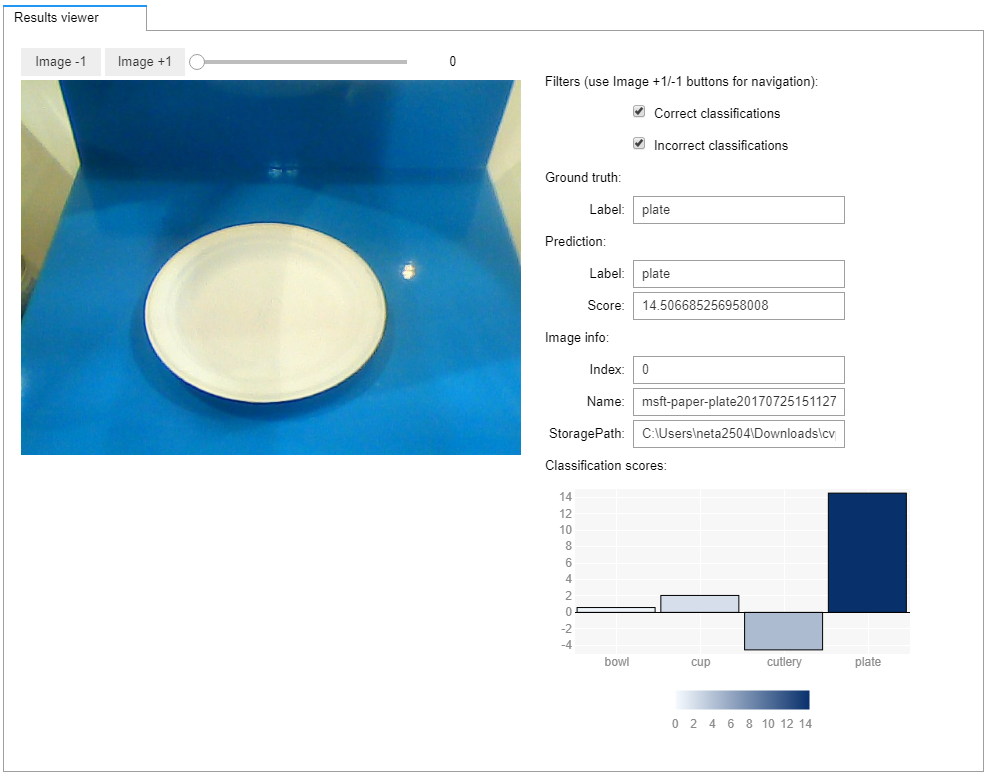 Results viewer
Image -1 Image +1 0
Filters (use Image +1/-1 buttons for navigation):
Correct classifications
Incorrect classifications
Ground truth:
Label: plate
Prediction:
Label: plate
Score: 14.506685256958008
Image info:
Index: 0
Name: msft-paper-plate20170725151127
StoragePath: C:\Users\neta2504\Downloads\cvp
Classification scores:
14
12
10
8
6
4
2
0
-2
-4
bowl cup cutlery plate
0 2 4 6 8 10 12 14